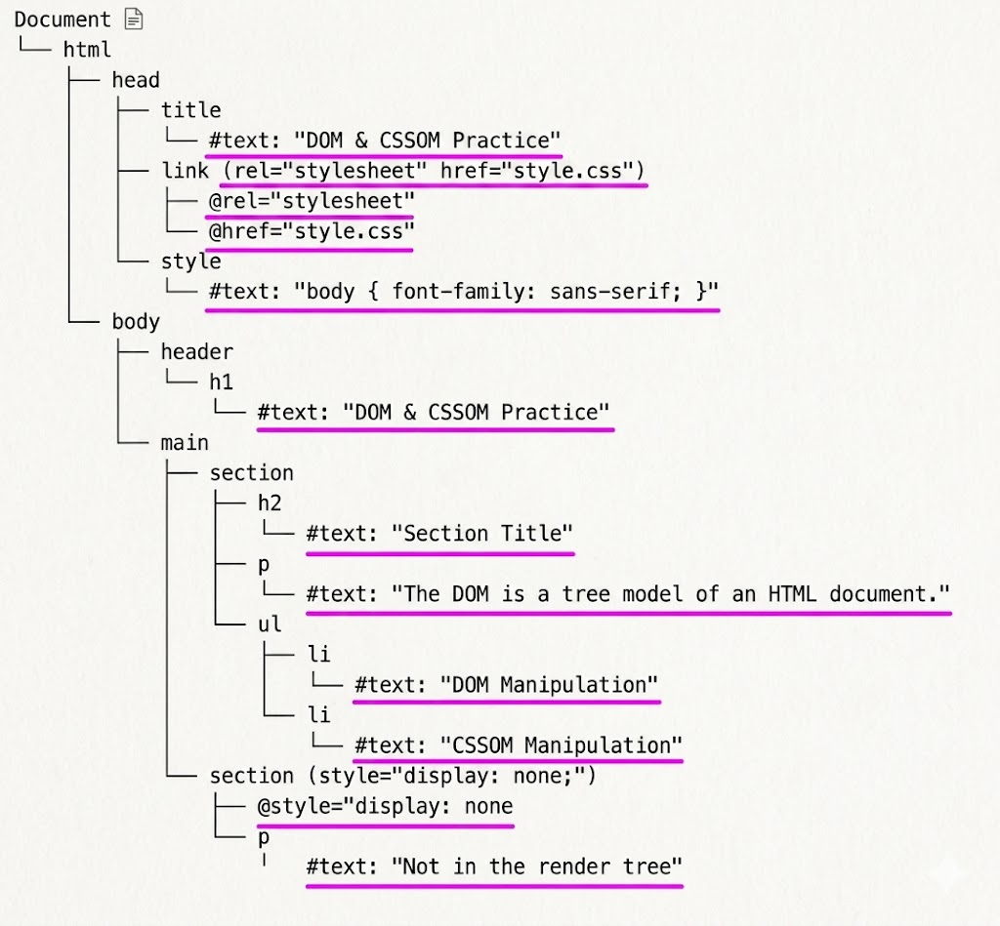 Document
html
head
title
#text: "DOM & CSSOM Practice"
link (rel="stylesheet" href="style.css")
@rel="stylesheet"
@href="style.css"
style
#text: "body { font-family: sans-serif; }"
body
header
h1
#text: "DOM & CSSOM Practice"
main
section
h2
#text: "Section Title"
p
#text: "The DOM is a tree model of an HTML document."
ul
li
#text: "DOM Manipulation"
li
#text: "CSSOM Manipulation"
section (style="display: none;")
@style="display: none
p
#text: "Not in the render tree"